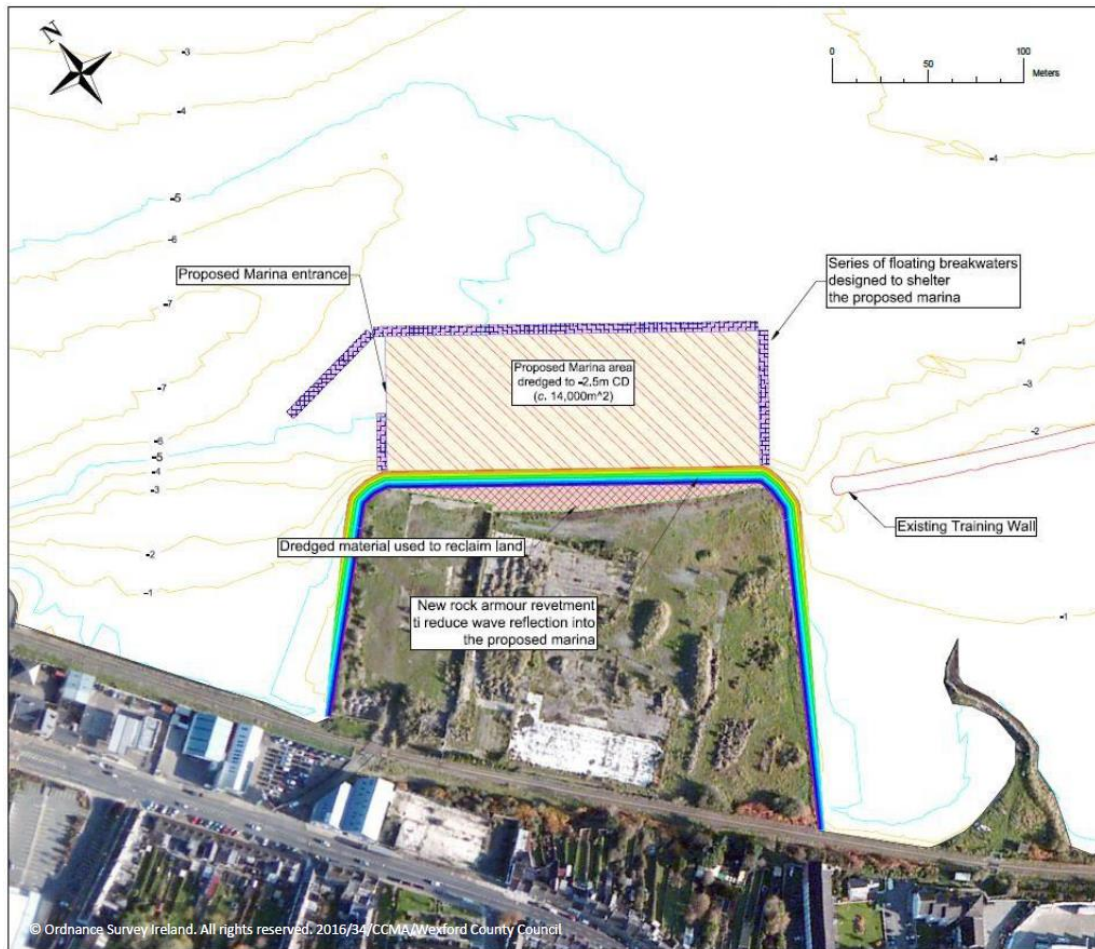 N
0 50 100
Meters
-3
-4
-4
-5
-6
-7
Proposed Marina entrance
Series of floating breakwaters
designed to shelter
the proposed marina
-7
Proposed Marina area
dredged to -2.5m CD
(c. 14,000m^2)
-4
-3
-2
-6
-5
-4
-3
Existing Training Wall
Dredged material used to reclaim land
-2
-1
New rock armour revetment
ti reduce wave reflection into
the proposed marina
-1
© Ordnance Survey Ireland. All rights reserved. 2016/34/CCMA/Wexford County Council